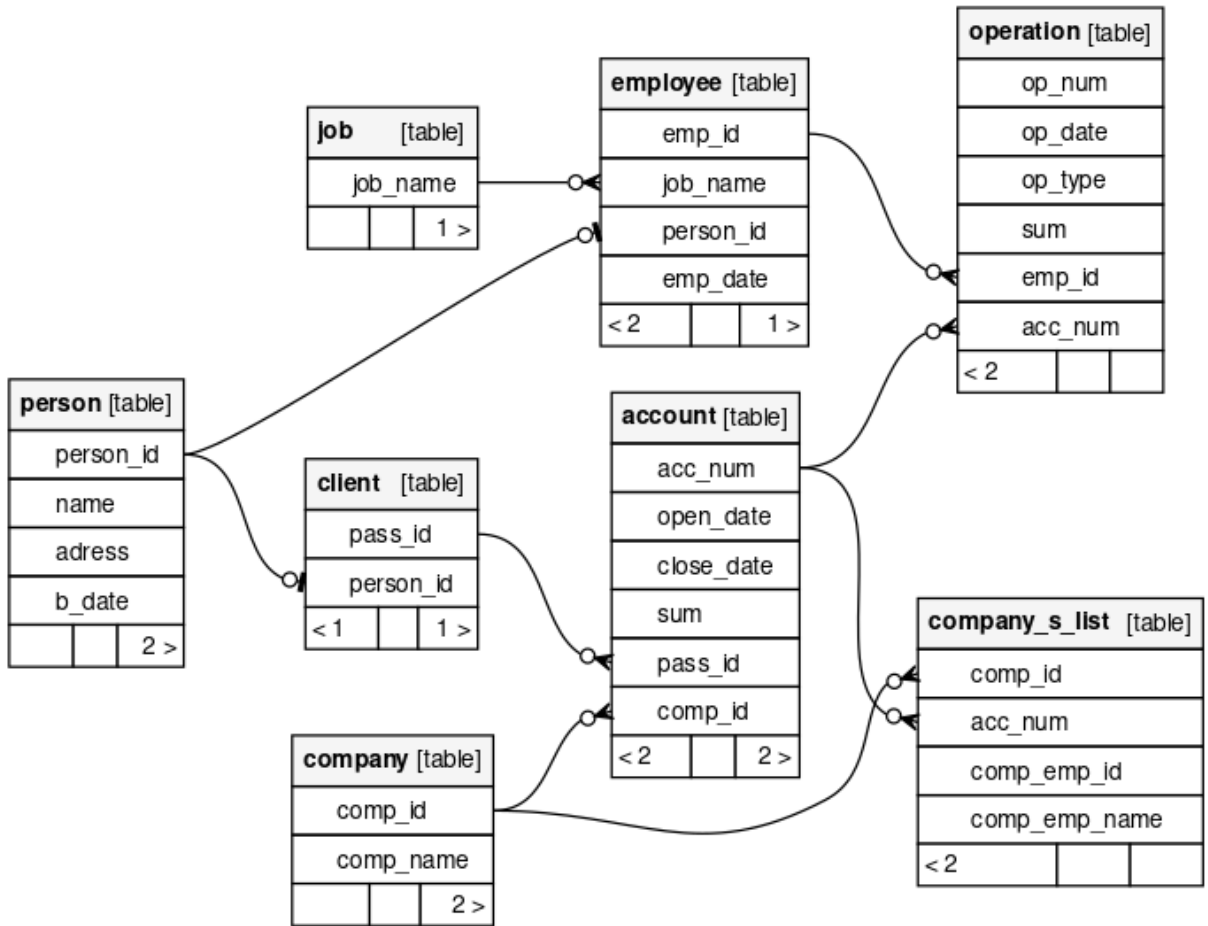 operation [table]
op_num
op_date
op_type
sum
emp_id
acc_num
< 2
employee [table]
emp_id
job_name
person_id
emp_date
< 2 1 >
job [table]
job_name
1 >
person [table]
person_id
name
adress
b_date
2 >
client [table]
pass_id
person_id
< 1 1 >
account [table]
acc_num
open_date
close_date
sum
pass_id
comp_id
< 2 2 >
company_s_list [table]
comp_id
acc_num
comp_emp_id
comp_emp_name
< 2
company [table]
comp_id
comp_name
2 >